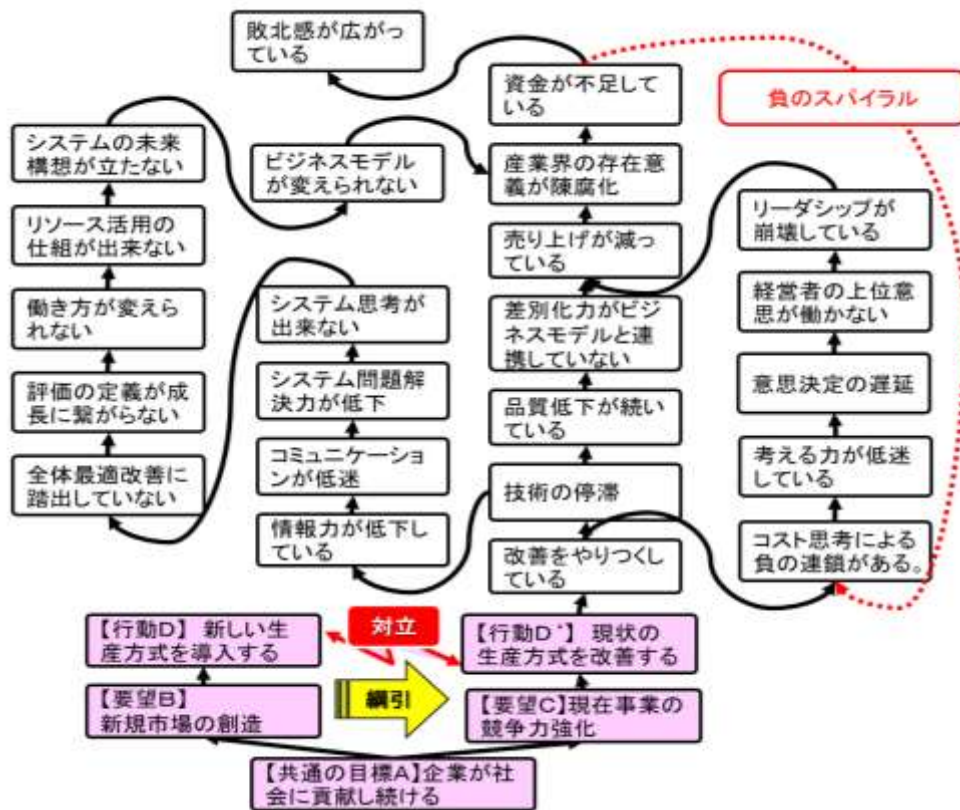 敗北感が広がっ
ている
資金が不足して
いる
負のスパイラル
システムの未来
構想が立たない
ビジネスモデル
が変えられない
産業界の存在意
義が陳腐化
リーダシップが
崩壊している
リソース活用の
仕組が出来ない
売り上げが減っ
ている
働き方が変えら
れない
システム思考が
出来ない
差別化力がビジ
ネスモデルと連
携していない
経営者の上位意
思が働かない
評価の定義が成
長に繋がらない
システム問題解
決力が低下
品質低下が続い
ている
意思決定の遅延
全体最適改善に
踏出していない
コミュニケーショ
ンが低迷
技術の停滞
考える力が低迷
している
情報力が低下し
ている
改善をやりつくし
ている
コスト思考による
負の連鎖がある。
【行動D】 新しい生
産方式を導入する
対立
【行動D゛】 現状の
生産方式を改善する
【要望B】
新規市場の創造
綱引
【要望C】現在事業の
競争力強化
【共通の目標A】企業が社
会に貢献し続ける